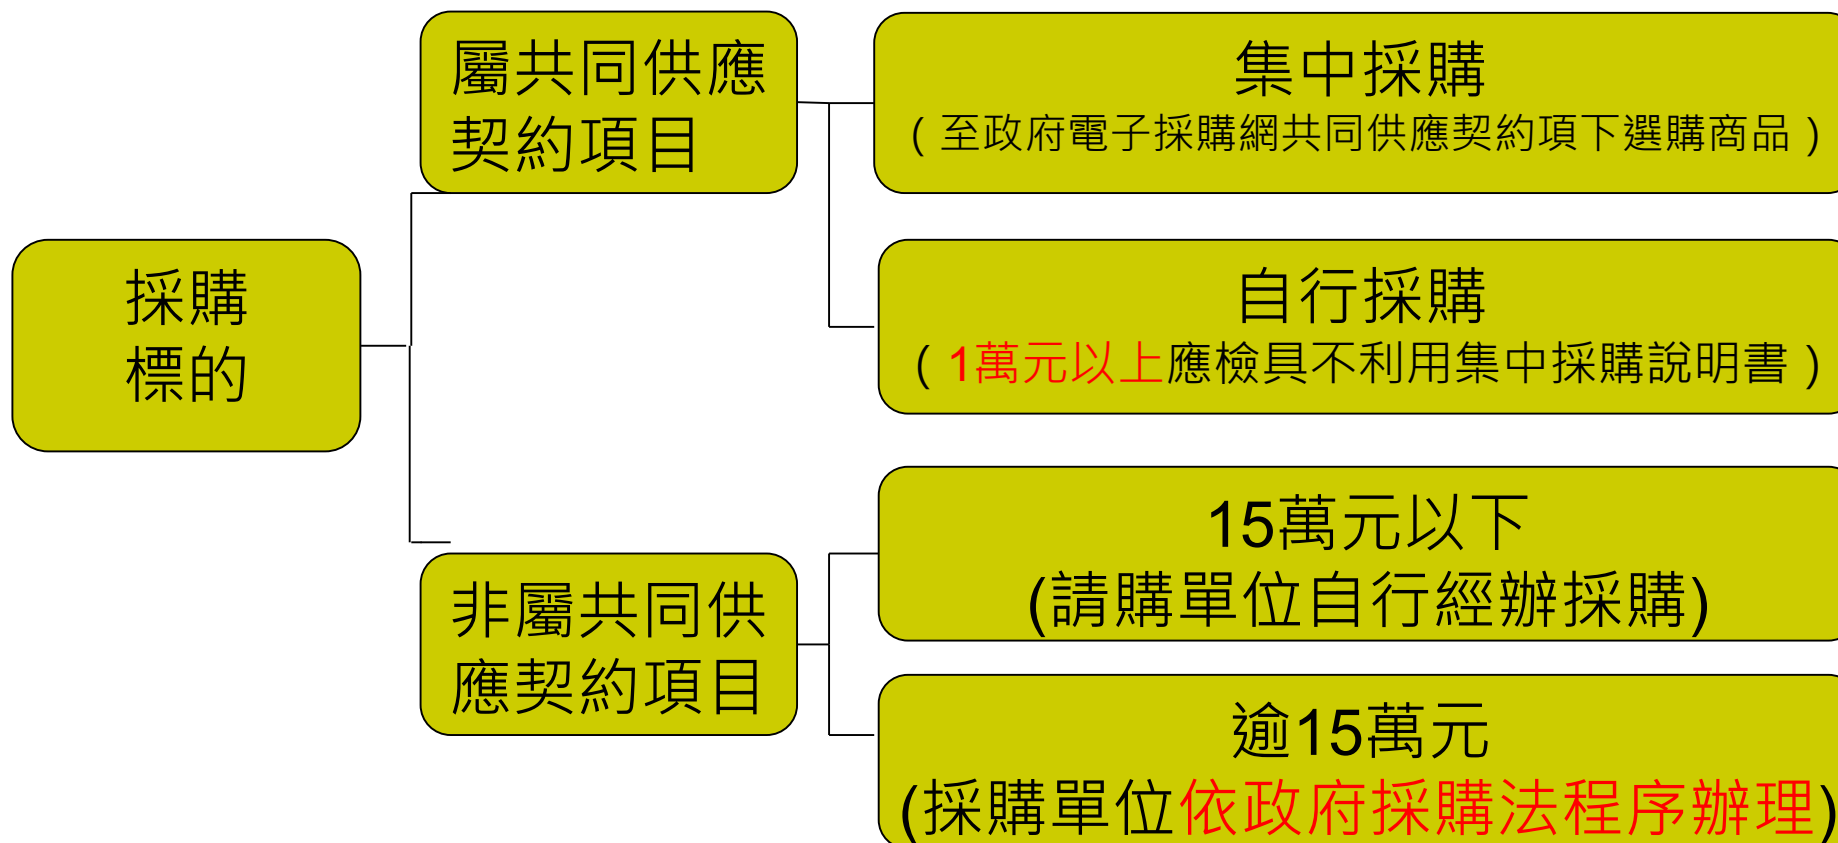 屬共同供應
契約項目
集中採購
(至政府電子採購網共同供應契約項下選購商品)
採購
標的
自行採購
(1萬元以上應檢具不利用集中採購說明書)
非屬共同供
應契約項目
15萬元以下
(請購單位自行經辦採購)
逾15萬元
(採購單位依政府採購法程序辦理)